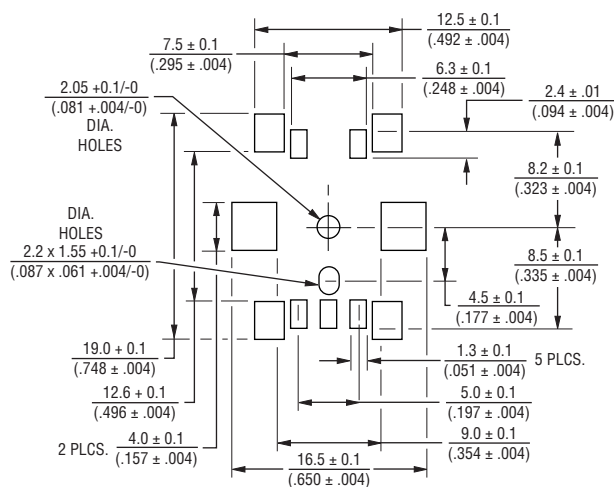 12.5 ± 0.1
(.492 ± .004)
7.5 ± 0.1
(.295 ± .004)
6.3 ± 0.1
(.248 ± .004)
2.05 +0.1/-0
(.081 +.004/-0)
DIA.
HOLES
2.4 ± .01
(.094 ± .004)
8.2 ± 0.1
(.323 ± .004)
DIA.
HOLES
2.2 x 1.55 +0.1/-0
(.087 x .061 +.004/-0)
8.5 ± 0.1
(.335 ± .004)
4.5 ± 0.1
(.177 ± .004)
19.0 + 0.1
(.748 ± .004)
1.3 ± 0.1
(.051 ± .004)
5 PLCS.
12.6 + 0.1
(.496 ± .004)
5.0 ± 0.1
(.197 ± .004)
2 PLCS.
4.0 ± 0.1
(.157 ± .004)
9.0 ± 0.1
(.354 ± .004)
16.5 ± 0.1
(.650 ± .004)